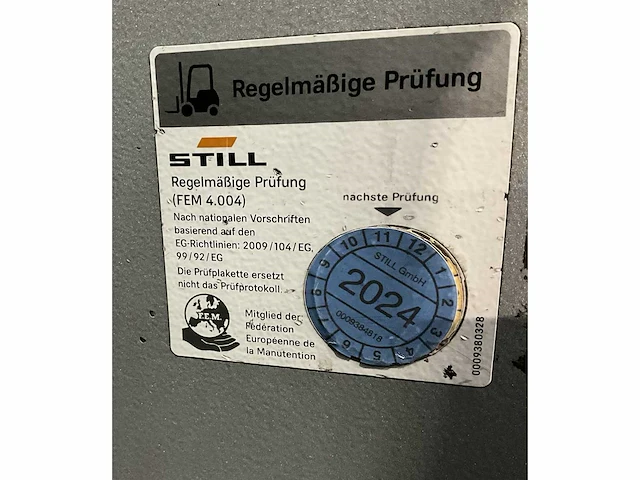 Regelmäßige Prüfung
STILL
Regelmäßige Prüfung
(FEM 4.004)
Nach nationalen Vorschriften
basierend auf den
EG-Richtlinien: 2009/104/EG,
99/92/EG
Die Prüfplakette ersetzt
nicht das Prüfprotokoll.
F.E.M.
Mitglied der
Fédération
Européenne de
la Manutention
nächste Prüfung
1 2 3 4 5 6 7 8 9 10 11 12
STILL GmbH
2024
0009384818
0009380328